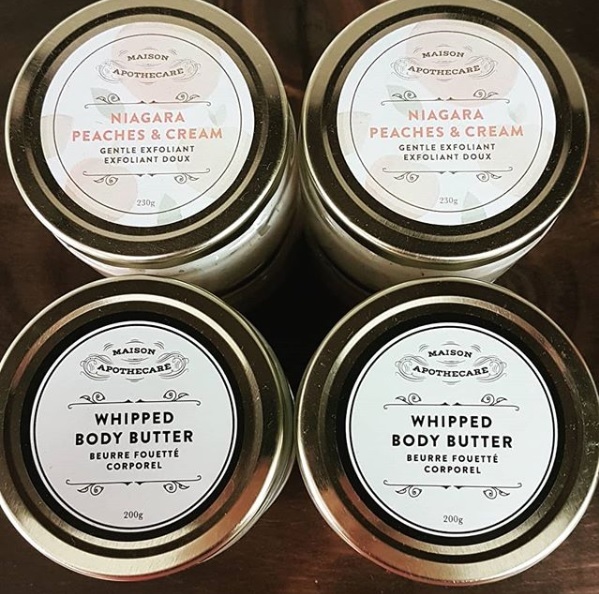 MAISON
APOTHECARE
NIAGARA
PEACHES & CREAM
GENTLE EXFOLIANT
EXFOLIANT DOUX
230g
MAISON
APOTHECARE
NIAGARA
PEACHES & CREAM
GENTLE EXFOLIANT
EXFOLIANT DOUX
230g
MAISON
APOTHECARE
WHIPPED
BODY BUTTER
BEURRE FOUETTÉ
CORPOREL
200g
MAISON
APOTHECARE
WHIPPED
BODY BUTTER
BEURRE FOUETTÉ
CORPOREL
200g